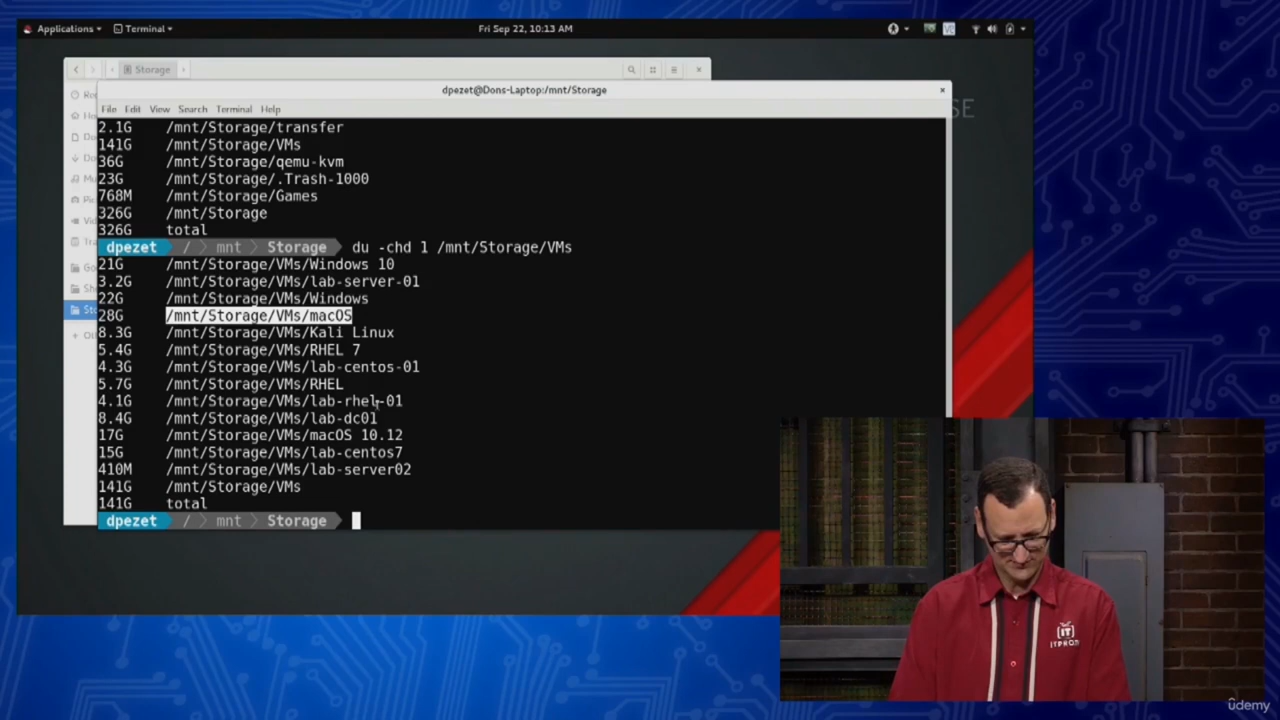 Applications Terminal Fri Sep 22, 10:13 AM
Storage
dpezet@Dons-Laptop:/mnt/Storage
File Edit View Search Terminal Help
2.1G /mnt/Storage/transfer
141G /mnt/Storage/VMs
36G /mnt/Storage/qemu-kvm
23G /mnt/Storage/.Trash-1000
768M /mnt/Storage/Games
326G /mnt/Storage
326G total
dpezet / mnt Storage du -chd 1 /mnt/Storage/VMs
21G /mnt/Storage/VMs/Windows 10
3.2G /mnt/Storage/VMs/lab-server-01
22G /mnt/Storage/VMs/Windows
28G /mnt/Storage/VMs/macOS
8.3G /mnt/Storage/VMs/Kali Linux
5.4G /mnt/Storage/VMs/RHEL 7
4.3G /mnt/Storage/VMs/lab-centos-01
5.7G /mnt/Storage/VMs/RHEL
4.1G /mnt/Storage/VMs/lab-rhel-01
8.4G /mnt/Storage/VMs/lab-dc01
17G /mnt/Storage/VMs/macOS 10.12
15G /mnt/Storage/VMs/lab-centos7
410M /mnt/Storage/VMs/lab-server02
141G /mnt/Storage/VMs
141G total
dpezet / mnt Storage
SE
IT
ITPRO.TV
udemy